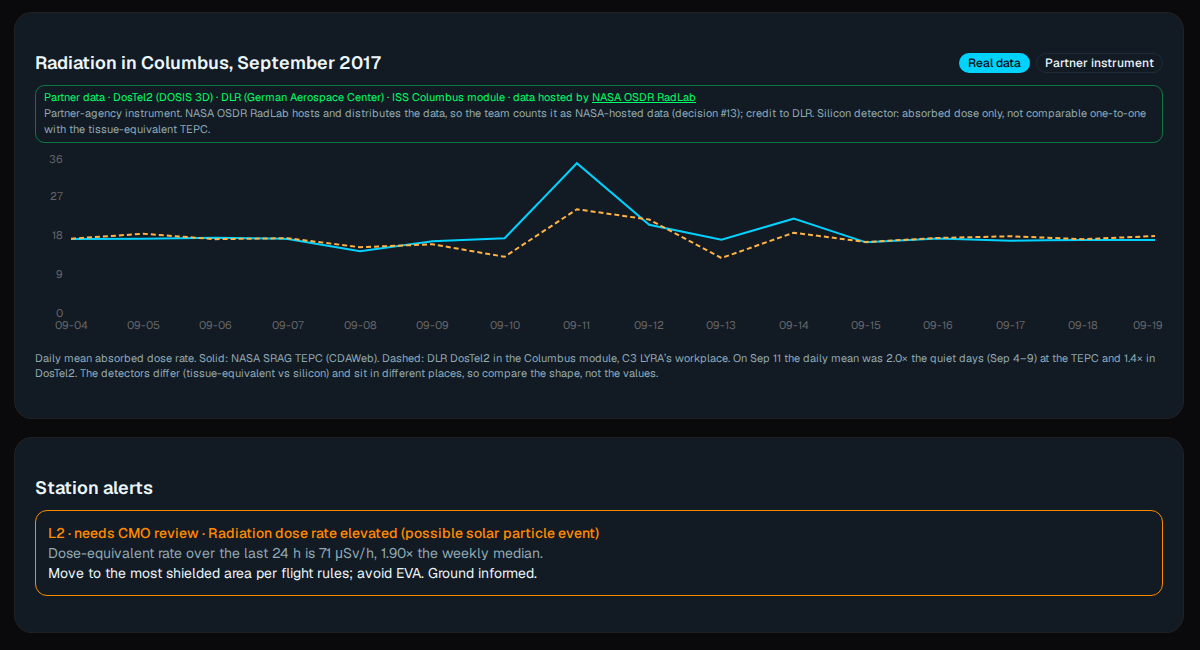 Radiation in Columbus, September 2017
Real data
Partner instrument
Partner data · DosTel2 (DOSIS 3D) · DLR (German Aerospace Center) · ISS Columbus module · data hosted by NASA OSDR RadLab
Partner-agency instrument. NASA OSDR RadLab hosts and distributes the data, so the team counts it as NASA-hosted data (decision #13); credit to DLR. Silicon detector: absorbed dose only, not comparable one-to-one
with the tissue-equivalent TEPC.
36
27
18
9
0
09-04 09-05 09-06 09-07 09-08 09-09 09-10 09-11 09-12 09-13 09-14 09-15 09-16 09-17 09-18 09-19
Daily mean absorbed dose rate. Solid: NASA SRAG TEPC (CDAWeb). Dashed: DLR DosTel2 in the Columbus module, C3 LYRA's workplace. On Sep 11 the daily mean was 2.0× the quiet days (Sep 4–9) at the TEPC and 1.4× in
DosTel2. The detectors differ (tissue-equivalent vs silicon) and sit in different places, so compare the shape, not the values.
Station alerts
L2 · needs CMO review · Radiation dose rate elevated (possible solar particle event)
Dose-equivalent rate over the last 24 h is 71 µSv/h, 1.90× the weekly median.
Move to the most shielded area per flight rules; avoid EVA. Ground informed.